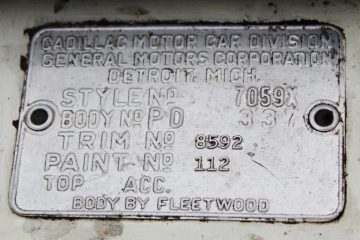 CADILLAC MOTOR CAR DIVISION
GENERAL MOTORS CORPORATION
DETROIT, MICH.
STYLE No 7059X
BODY No PD 337
TRIM No 8592
PAINT No 112
TOP ACC.
BODY BY FLEETWOOD